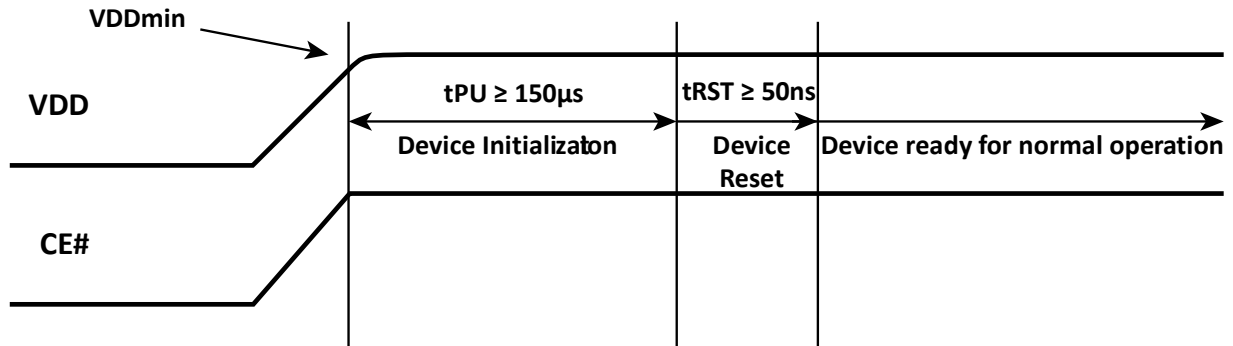 VDDmin
VDD
tPU ≥ 150μs
tRST ≥ 50ns
Device Initializaton
Device
Reset
Device ready for normal operation
CE#